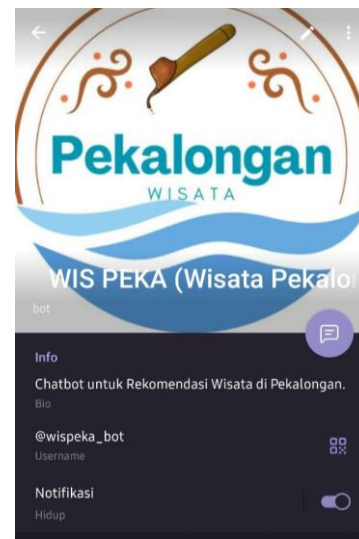 Pekalongan
WISATA
WIS PEKA (Wisata Pekalo
bot
Info
Chatbot untuk Rekomendasi Wisata di Pekalongan.
Bio
@wispeka_bot
Username
Notifikasi
Hidup